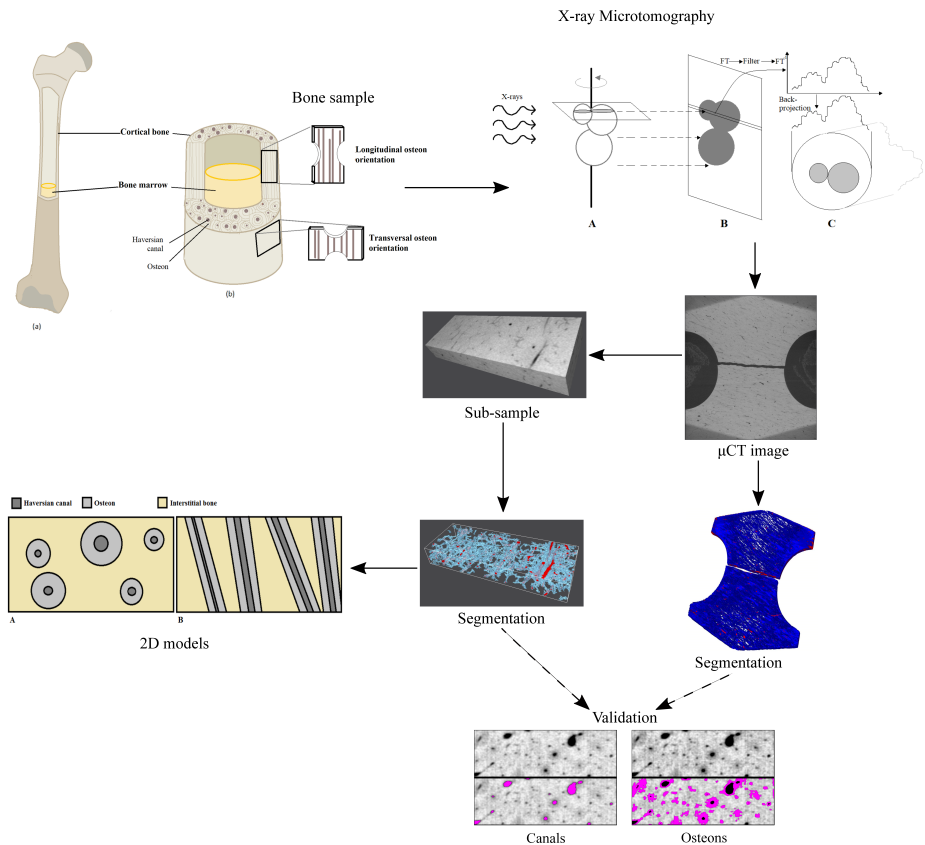 X-ray Microtomography
Bone sample
Cortical bone
Bone marrow
Haversian
canal
Osteon
(a)
(b)
Longitudinal osteon
orientation
Transversal osteon
orientation
X-rays
FT
Filter
FT
Back-
projection
A
B
C
Sub-sample
μCT image
Haversian canal
Osteon
Interstitial bone
A
B
2D models
Segmentation
Segmentation
Validation
Canals
Osteons